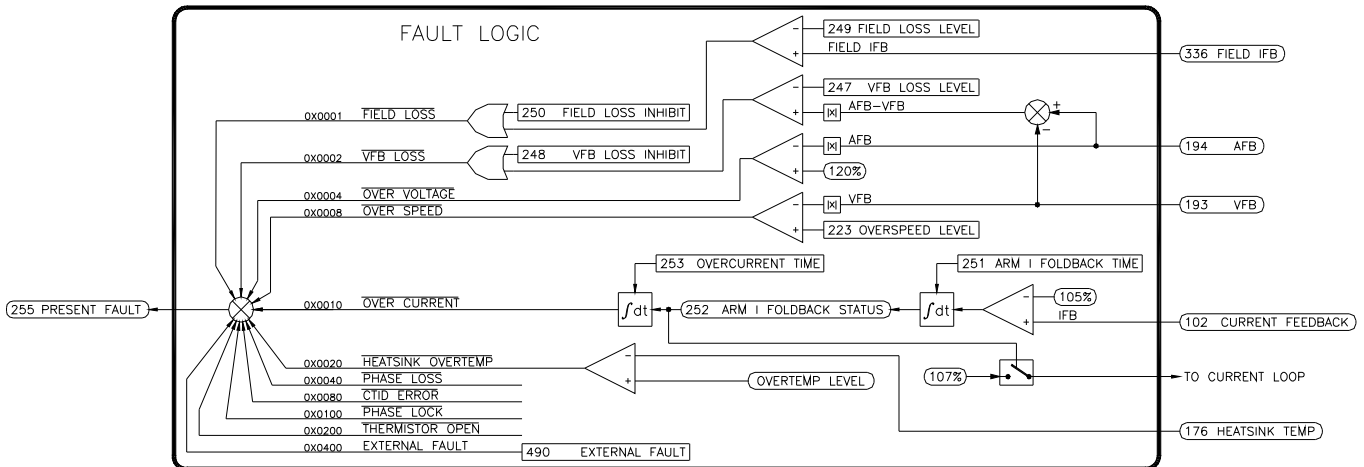 FAULT LOGIC
249 FIELD LOSS LEVEL
FIELD IFB
336 FIELD IFB
247 VFB LOSS LEVEL
AFB-VFB
0X0001 FIELD LOSS
250 FIELD LOSS INHIBIT
|X|
+
-
AFB
|X|
194 AFB
0X0002 VFB LOSS
248 VFB LOSS INHIBIT
120%
0X0004 OVER VOLTAGE
VFB
|X|
193 VFB
0X0008 OVER SPEED
223 OVERSPEED LEVEL
253 OVERCURRENT TIME
251 ARM I FOLDBACK TIME
255 PRESENT FAULT
0X0010 OVER CURRENT
∫dt
252 ARM I FOLDBACK STATUS
∫dt
105%
IFB
102 CURRENT FEEDBACK
0X0020 HEATSINK OVERTEMP
0X0040 PHASE LOSS
OVERTEMP LEVEL
107%
TO CURRENT LOOP
0X0080 CTID ERROR
0X0100 PHASE LOCK
0X0200 THERMISTOR OPEN
176 HEATSINK TEMP
0X0400 EXTERNAL FAULT
490 EXTERNAL FAULT